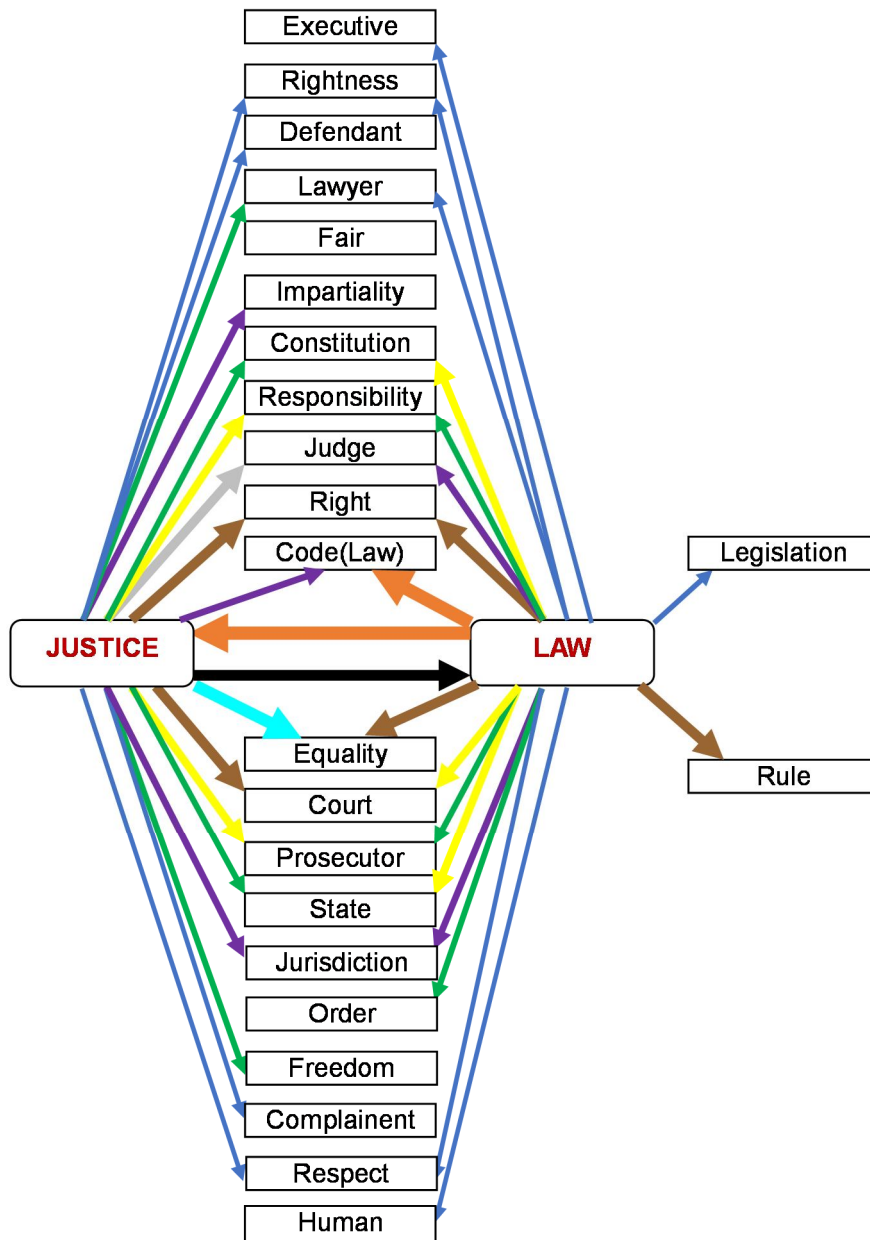 Executive
Rightness
Defendant
Lawyer
Fair
Impartiality
Constitution
Responsibility
Judge
Right
Code(Law)
Legislation
JUSTICE
LAW
Equality
Rule
Court
Prosecutor
State
Jurisdiction
Order
Freedom
Complainent
Respect
Human